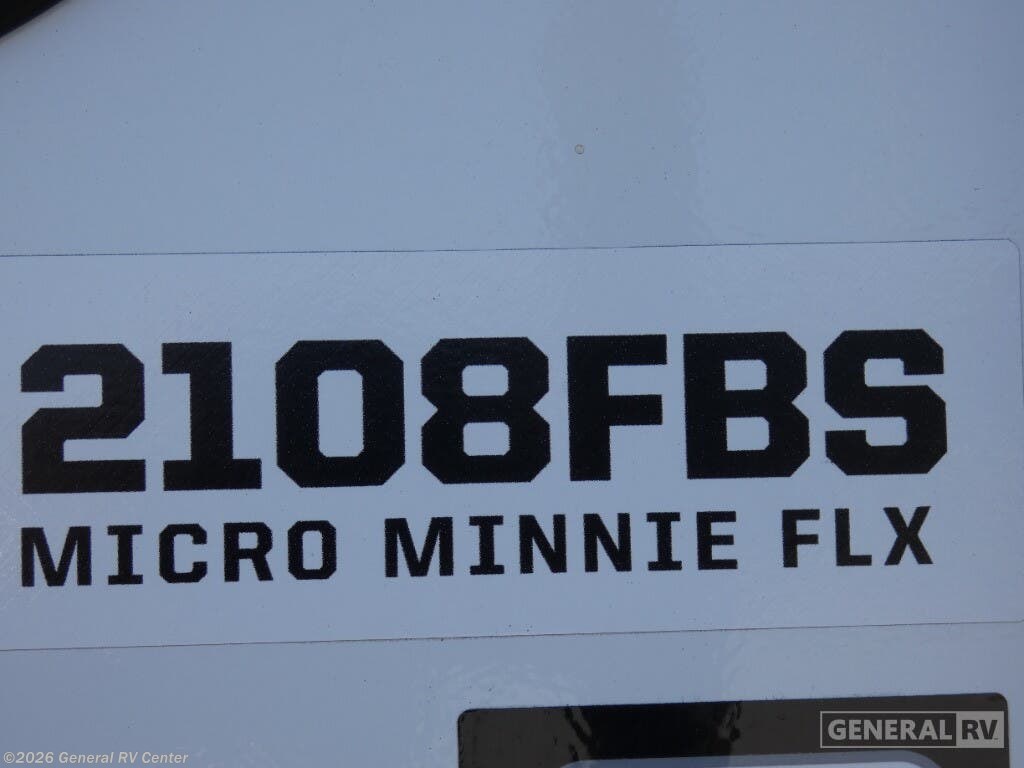 2108FBS
MICRO MINNIE FLX
GENERAL RV
©2026 General RV Center